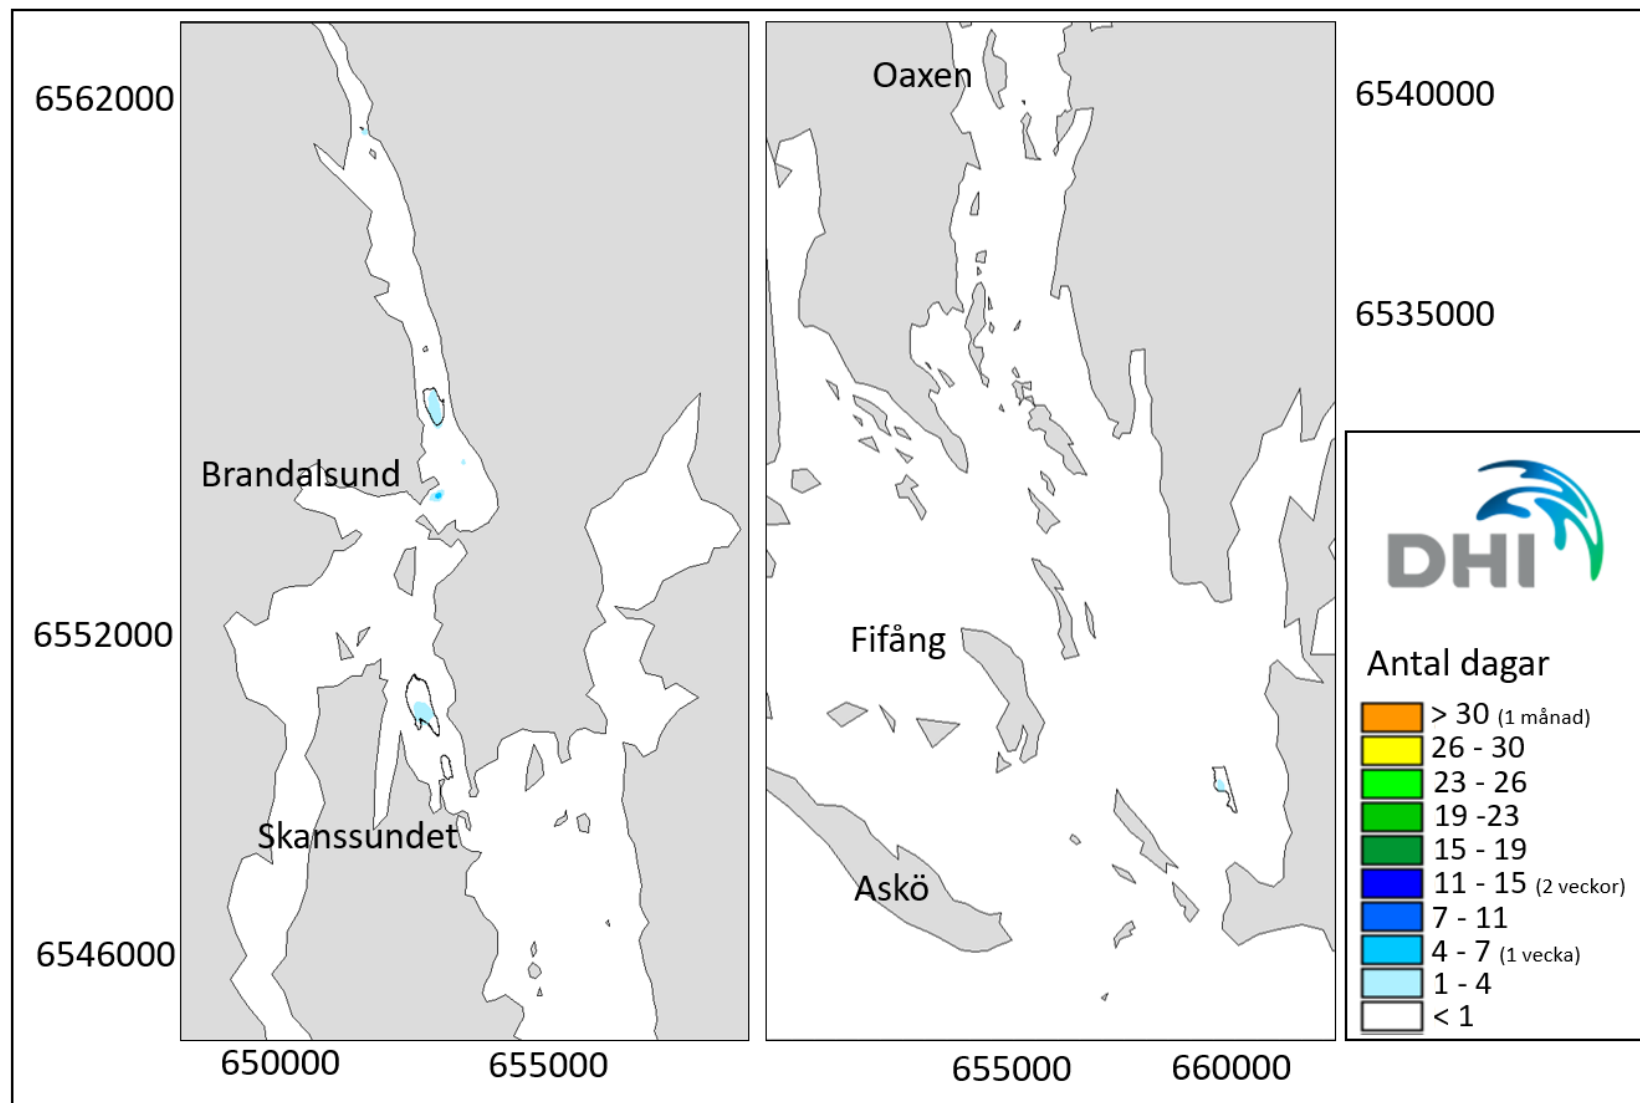 6562000
6552000
6546000
Brandalsund
Skanssundet
650000
655000
Oaxen
Fifång
Askö
655000
660000
6540000
6535000
DHI
Antal dagar
> 30 (1 månad)
26 - 30
23 - 26
19 -23
15 - 19
11 - 15 (2 veckor)
7 - 11
4 - 7 (1 vecka)
1 - 4
< 1